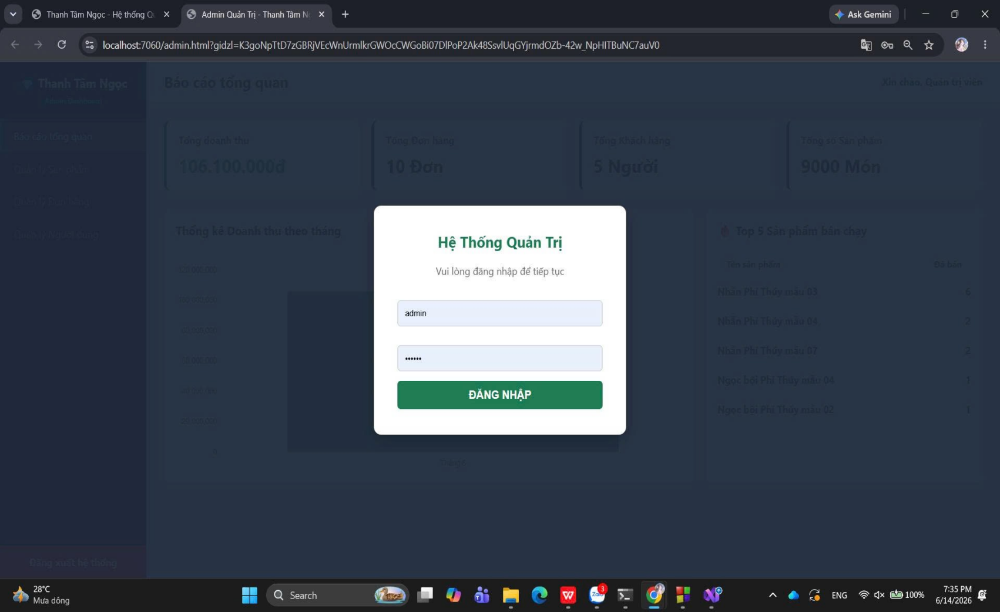 Thanh Tâm Ngọc - Hệ thống Q
Admin Quản Trị - Thanh Tâm N
Ask Gemini
localhost:7060/admin.html?gidzl=K3goNpTtD7zGBRjVEcWnUrmlkrGWOcCWGoBi07DlPoP2Ak48SsvlUqGYjrmdOZb-42w_NpHITBuNC7auV0
Thanh Tâm Ngọc
Admin Dashboard
Báo cáo tổng quan
Xin chào, Quản trị viên
Báo cáo tổng quan
Quản lý Sản phẩm
Quản lý Đơn hàng
Quản lý Người dùng
Tổng doanh thu
106.100.000đ
Tổng Đơn hàng
10 Đơn
Tổng Khách hàng
5 Người
Tổng số Sản phẩm
9000 Món
Thống kê Doanh thu theo tháng
120.000.000
100.000.000
80.000.000
60.000.000
40.000.000
20.000.000
0
Tháng 6
Hệ Thống Quản Trị
Vui lòng đăng nhập để tiếp tục
admin
••••••
ĐĂNG NHẬP
Top 5 Sản phẩm bán chạy
Tên sản phẩm Đã bán
Nhẫn Phỉ Thúy mẫu 03 6
Nhẫn Phỉ Thúy mẫu 04 2
Nhẫn Phỉ Thúy mẫu 02 2
Ngọc bội Phỉ Thúy mẫu 04 1
Ngọc bội Phỉ Thúy mẫu 02 1
Đăng xuất hệ thống
28°C
Mưa dông
Search
Zalo
3
ENG
100%
7:35 PM
6/14/2026